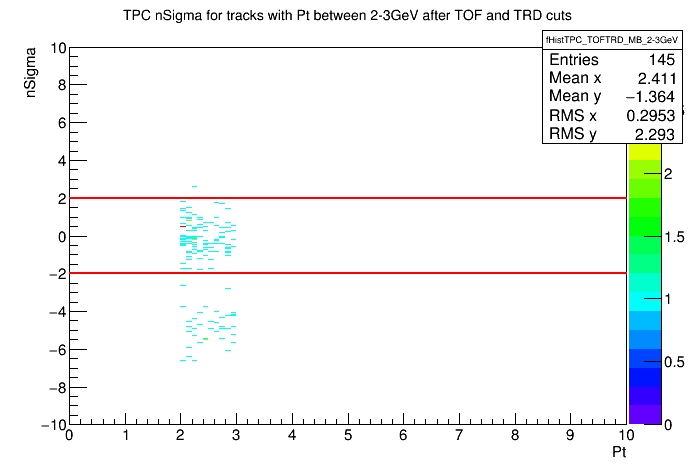 TPC nSigma for tracks with Pt between 2-3GeV after TOF and TRD cuts
fHistTPC_TOFTRD_MB_2-3GeV
Entries 145
Mean x 2.411
Mean y −1.364
RMS x 0.2953
RMS y 2.293
nSigma
10
8
6
4
2
0
−2
−4
−6
−8
−10
0 1 2 3 4 5 6 7 8 9 10
Pt
2
1.5
1
0.5
0